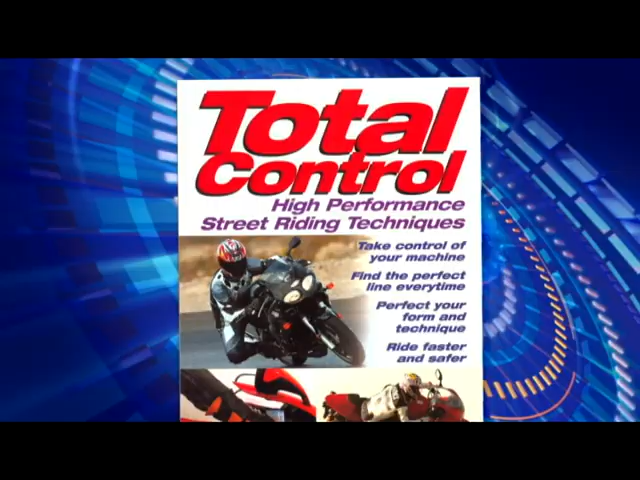 Total
Control
High Performance
Street Riding Techniques
Take control of
your machine
Find the perfect
line everytime
Perfect your
form and
technique
Ride faster
and safer